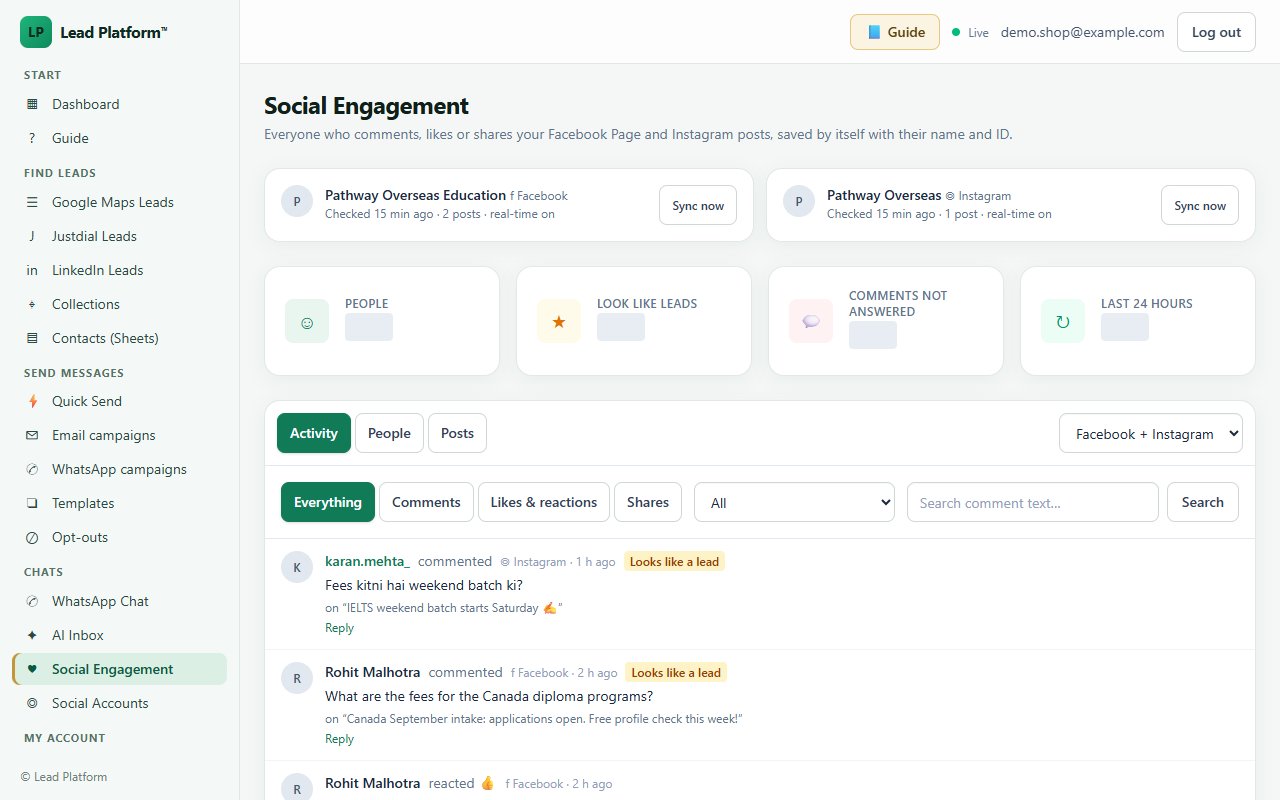 LP Lead Platform™
START
Dashboard
? Guide
FIND LEADS
Google Maps Leads
J Justdial Leads
in LinkedIn Leads
Collections
Contacts (Sheets)
SEND MESSAGES
Quick Send
Email campaigns
WhatsApp campaigns
Templates
Opt-outs
CHATS
WhatsApp Chat
AI Inbox
Social Engagement
Social Accounts
MY ACCOUNT
© Lead Platform
Guide
Live
demo.shop@example.com
Log out
Social Engagement
Everyone who comments, likes or shares your Facebook Page and Instagram posts, saved by itself with their name and ID.
P
Pathway Overseas Education f Facebook
Checked 15 min ago · 2 posts · real-time on
Sync now
P
Pathway Overseas ◎ Instagram
Checked 15 min ago · 1 post · real-time on
Sync now
PEOPLE
LOOK LIKE LEADS
COMMENTS NOT
ANSWERED
LAST 24 HOURS
Activity People Posts
Facebook + Instagram
Everything Comments Likes & reactions Shares
All
Search comment text...
Search
K
karan.mehta_ commented ◎ Instagram · 1 h ago Looks like a lead
Fees kitni hai weekend batch ki?
on “IELTS weekend batch starts Saturday ✍️”
Reply
R
Rohit Malhotra commented f Facebook · 2 h ago Looks like a lead
What are the fees for the Canada diploma programs?
on “Canada September intake: applications open. Free profile check this week!”
Reply
R
Rohit Malhotra reacted 👍 f Facebook · 2 h ago